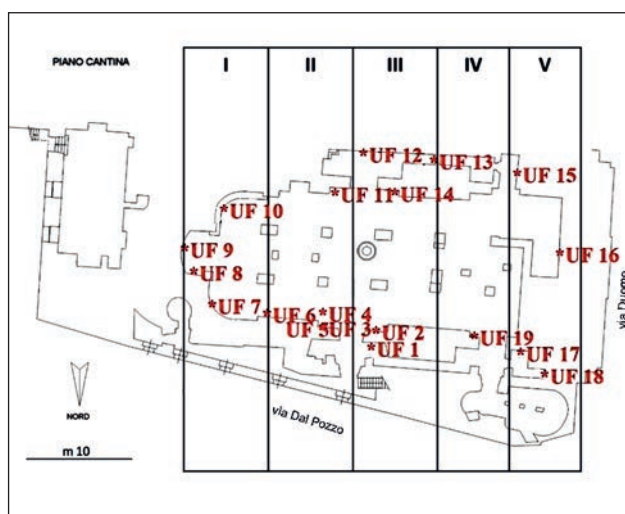 PIANO CANTINA
I
II
III
IV
V
*UF 12
*UF 13
*UF 15
*UF 11
*UF 14
*UF 10
*UF 9
*UF 16
*UF 8
via Duomo
*UF 7
*UF 6
*UF 4
UF 5
UF 3
*UF 2
*UF 19
*UF 1
*UF 17
*UF 18
NORD
via Dal Pozzo
m 10